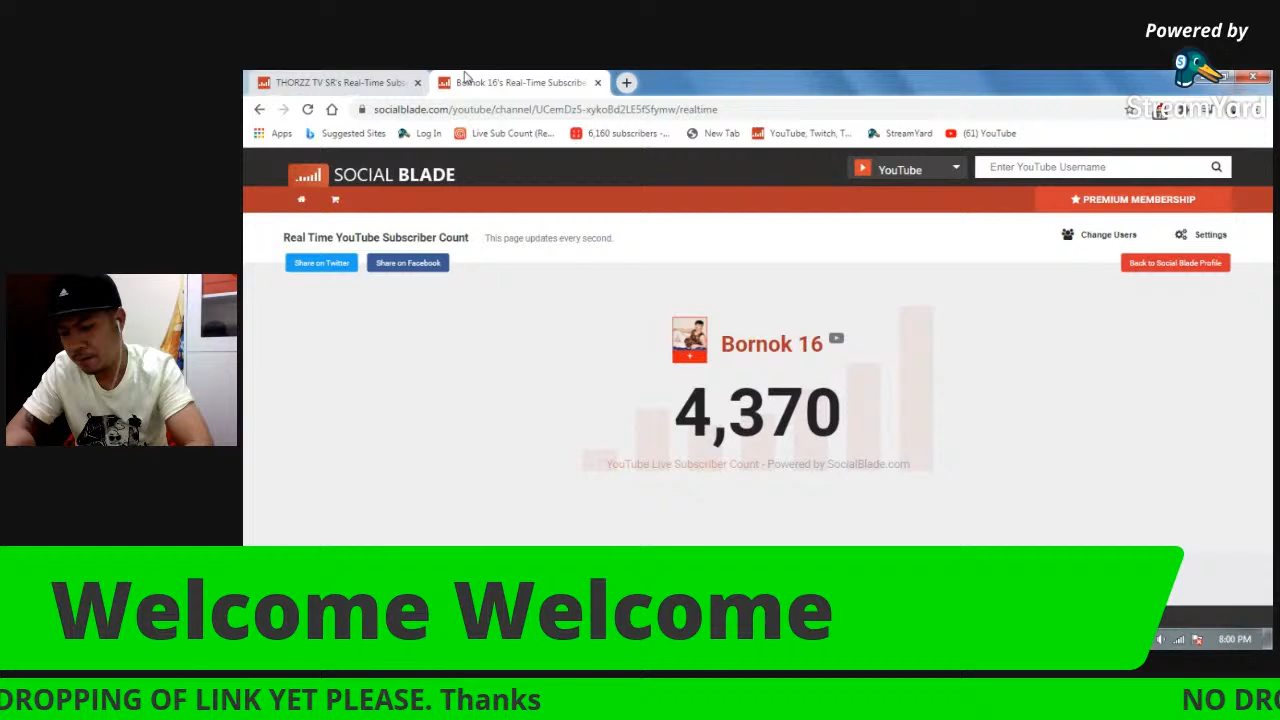 Powered by
StreamYard
THORZZ TV SR's Real-Time Subs
Bornok 16's Real-Time Subscribe
socialblade.com/youtube/channel/UCemDz5-xykoBd2LE5fSfymw/realtime
Apps
Suggested Sites
Log In
Live Sub Count (Re...
6,160 subscribers -...
New Tab
YouTube, Twitch, T...
StreamYard
(61) YouTube
SOCIAL BLADE
YouTube
Enter YouTube Username
PREMIUM MEMBERSHIP
Real Time YouTube Subscriber Count
This page updates every second.
Change Users
Settings
Share on Twitter
Share on Facebook
Back to Social Blade Profile
Bornok 16
4,370
YouTube Live Subscriber Count - Powered by SocialBlade.com
Welcome Welcome
8:00 PM
DROPPING OF LINK YET PLEASE. Thanks
NO DRO